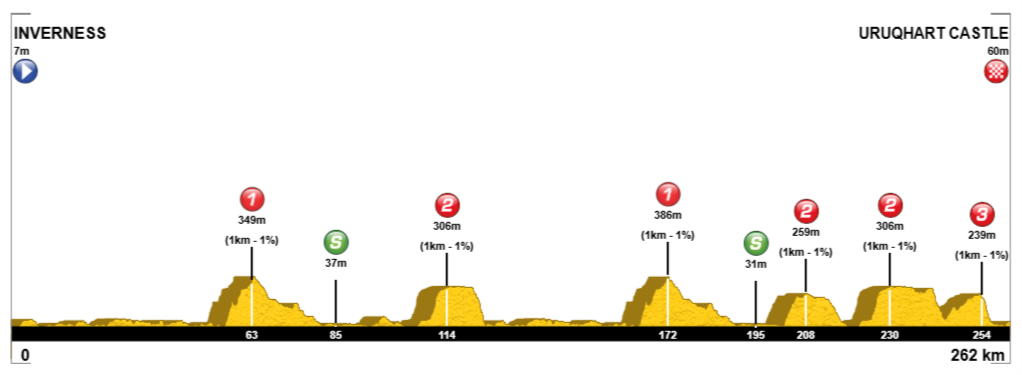 INVERNESS
7m
URUQHART CASTLE
60m
1
349m
(1km - 1%)
S
37m
2
306m
(1km - 1%)
1
386m
(1km - 1%)
S
31m
2
259m
(1km - 1%)
2
306m
(1km - 1%)
3
239m
(1km - 1%)
63 85 114 172 195 208 230 254
0 262 km